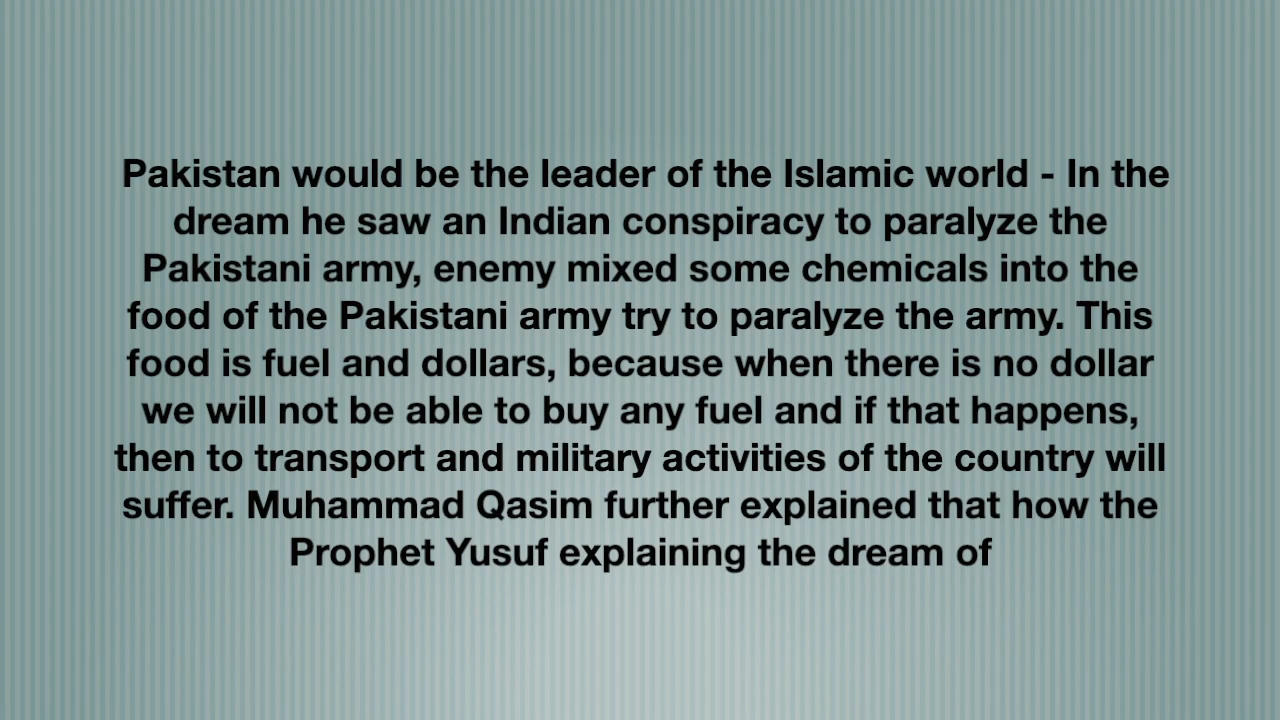 Pakistan would be the leader of the Islamic world - In the
dream he saw an Indian conspiracy to paralyze the
Pakistani army, enemy mixed some chemicals into the
food of the Pakistani army try to paralyze the army. This
food is fuel and dollars, because when there is no dollar
we will not be able to buy any fuel and if that happens,
then to transport and military activities of the country will
suffer. Muhammad Qasim further explained that how the
Prophet Yusuf explaining the dream of